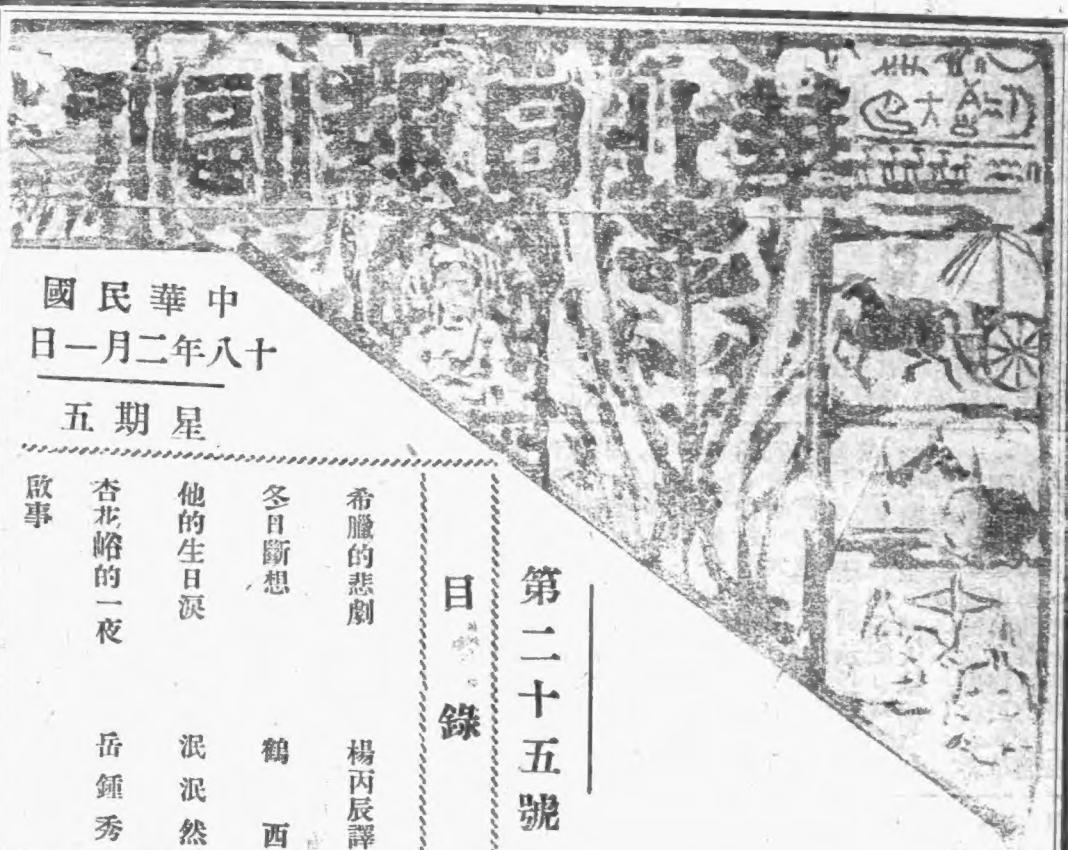 華北日報副刊
中華民國
十八年二月一日
星期五
第二十五號
目錄
希臘的悲劇 楊丙辰譯
冬日斷想 鶴西
他的生日淚 泯泯然
杏花峪的一夜 岳鍾秀
啟事